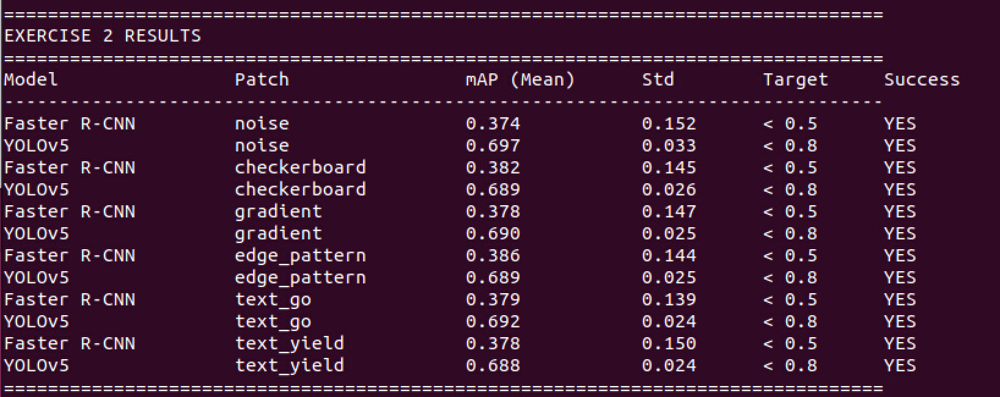 ================================================================================
EXERCISE 2 RESULTS
================================================================================
Model                Patch                mAP (Mean)      Std        Target     Success
--------------------------------------------------------------------------------
Faster R-CNN         noise                0.374           0.152      < 0.5      YES
YOLOv5               noise                0.697           0.033      < 0.8      YES
Faster R-CNN         checkerboard         0.382           0.145      < 0.5      YES
YOLOv5               checkerboard         0.689           0.026      < 0.8      YES
Faster R-CNN         gradient             0.378           0.147      < 0.5      YES
YOLOv5               gradient             0.690           0.025      < 0.8      YES
Faster R-CNN         edge_pattern         0.386           0.144      < 0.5      YES
YOLOv5               edge_pattern         0.689           0.025      < 0.8      YES
Faster R-CNN         text_go              0.379           0.139      < 0.5      YES
YOLOv5               text_go              0.692           0.024      < 0.8      YES
Faster R-CNN         text_yield           0.378           0.150      < 0.5      YES
YOLOv5               text_yield           0.688           0.024      < 0.8      YES
================================================================================